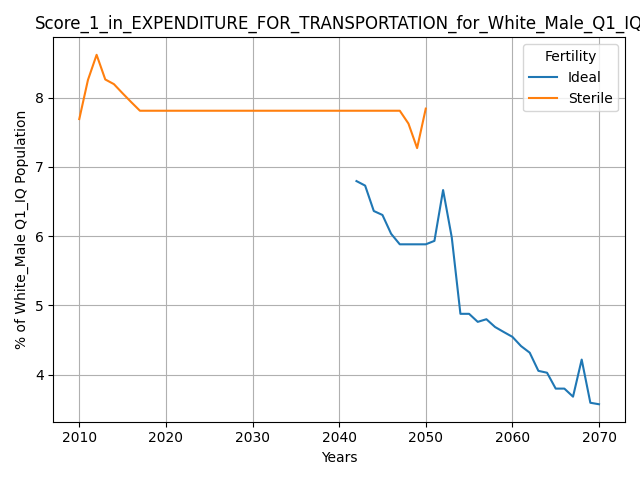 Score_1_in_EXPENDITURE_FOR_TRANSPORTATION_for_White_Male_Q1_IQ
Fertility
Ideal
Sterile
% of White_Male Q1_IQ Population
8
7
6
5
4
2010 2020 2030 2040 2050 2060 2070
Years